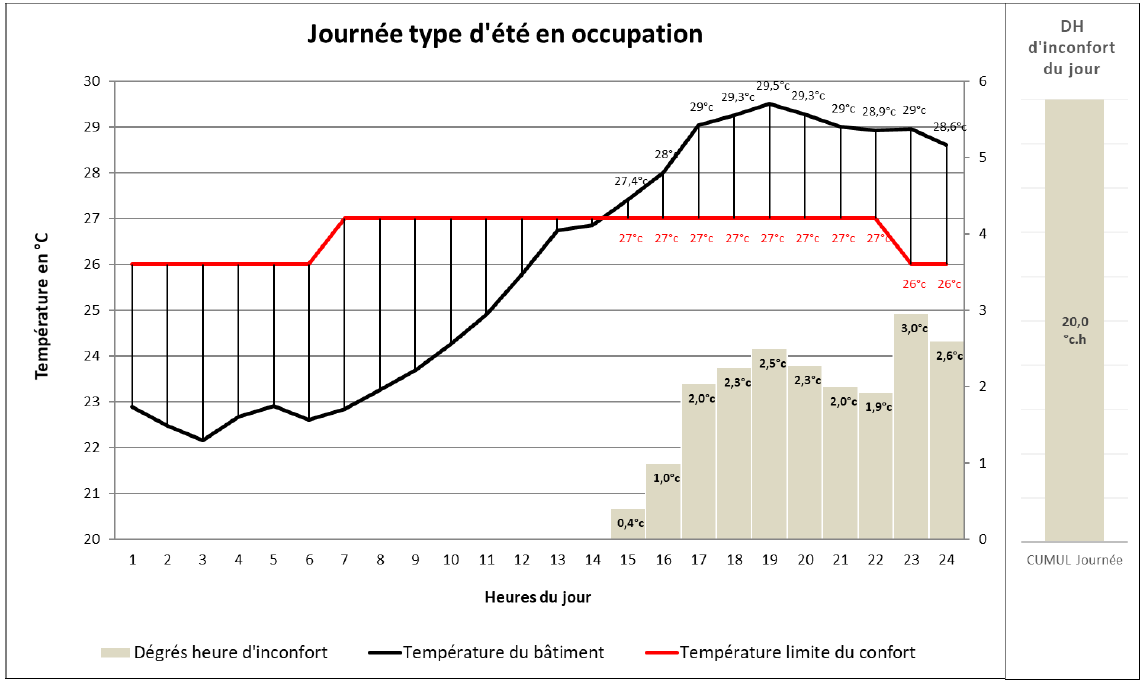 Journée type d'été en occupation
DH
d'inconfort
du jour
Température en °C
30
29
28
27
26
25
24
23
22
21
20
6
5
4
3
2
1
0
27,4°c
28°c
29°c
29,3°c
29,5°c
29,3°c
29°c
28,9°c
29°c
28,6°c
27°c
27°c
27°c
27°c
27°c
27°c
27°c
27°c
26°c
26°c
0,4°c
1,0°c
2,0°c
2,3°c
2,5°c
2,3°c
2,0°c
1,9°c
3,0°c
2,6°c
20,0
°c.h
1 2 3 4 5 6 7 8 9 10 11 12 13 14 15 16 17 18 19 20 21 22 23 24
CUMUL Journée
Heures du jour
Dégrés heure d'inconfort
Température du bâtiment
Température limite du confort